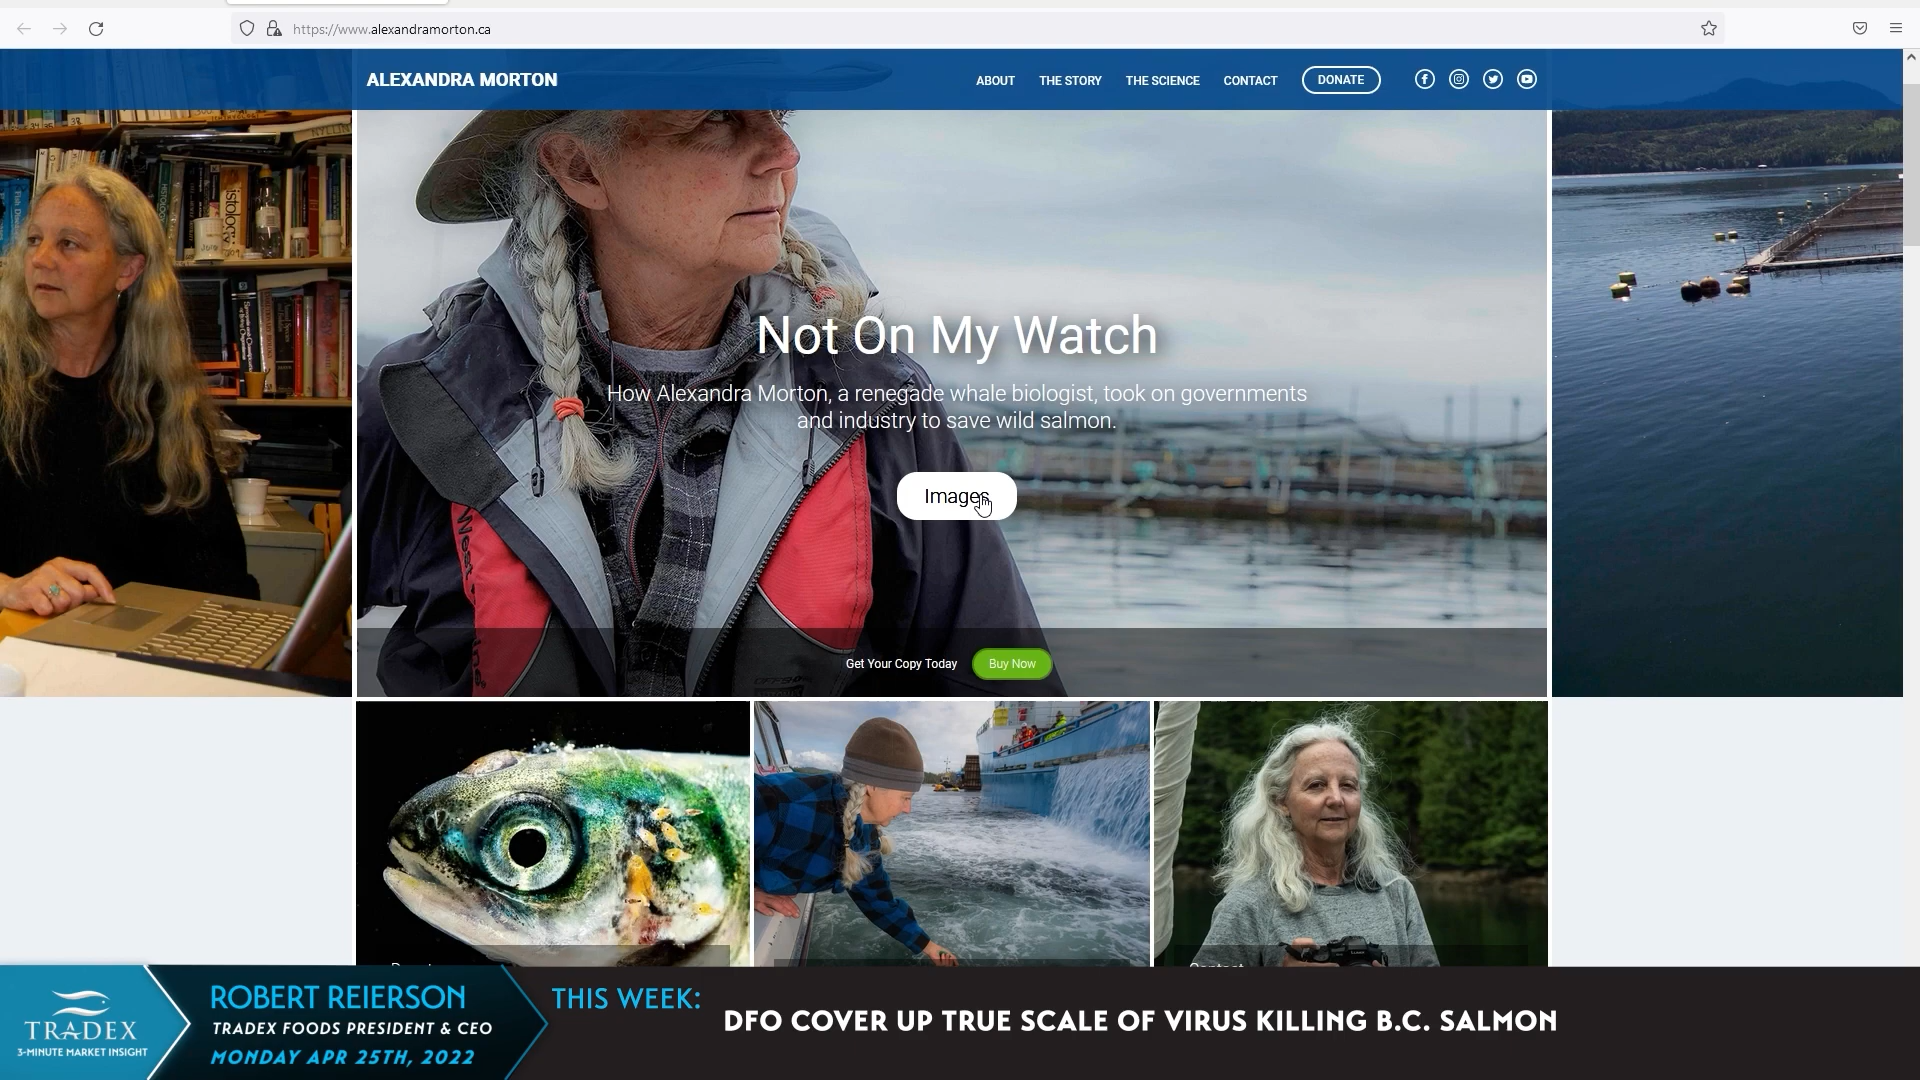 https://www.alexandramorton.ca
ALEXANDRA MORTON
ABOUT
THE STORY
THE SCIENCE
CONTACT
DONATE
Not On My Watch
How Alexandra Morton, a renegade whale biologist, took on governments
and industry to save wild salmon.
Images
Get Your Copy Today
Buy Now
TRADEX
3-MINUTE MARKET INSIGHT
ROBERT REIERSON
TRADEX FOODS PRESIDENT & CEO
MONDAY APR 25TH, 2022
THIS WEEK:
DFO COVER UP TRUE SCALE OF VIRUS KILLING B.C. SALMON